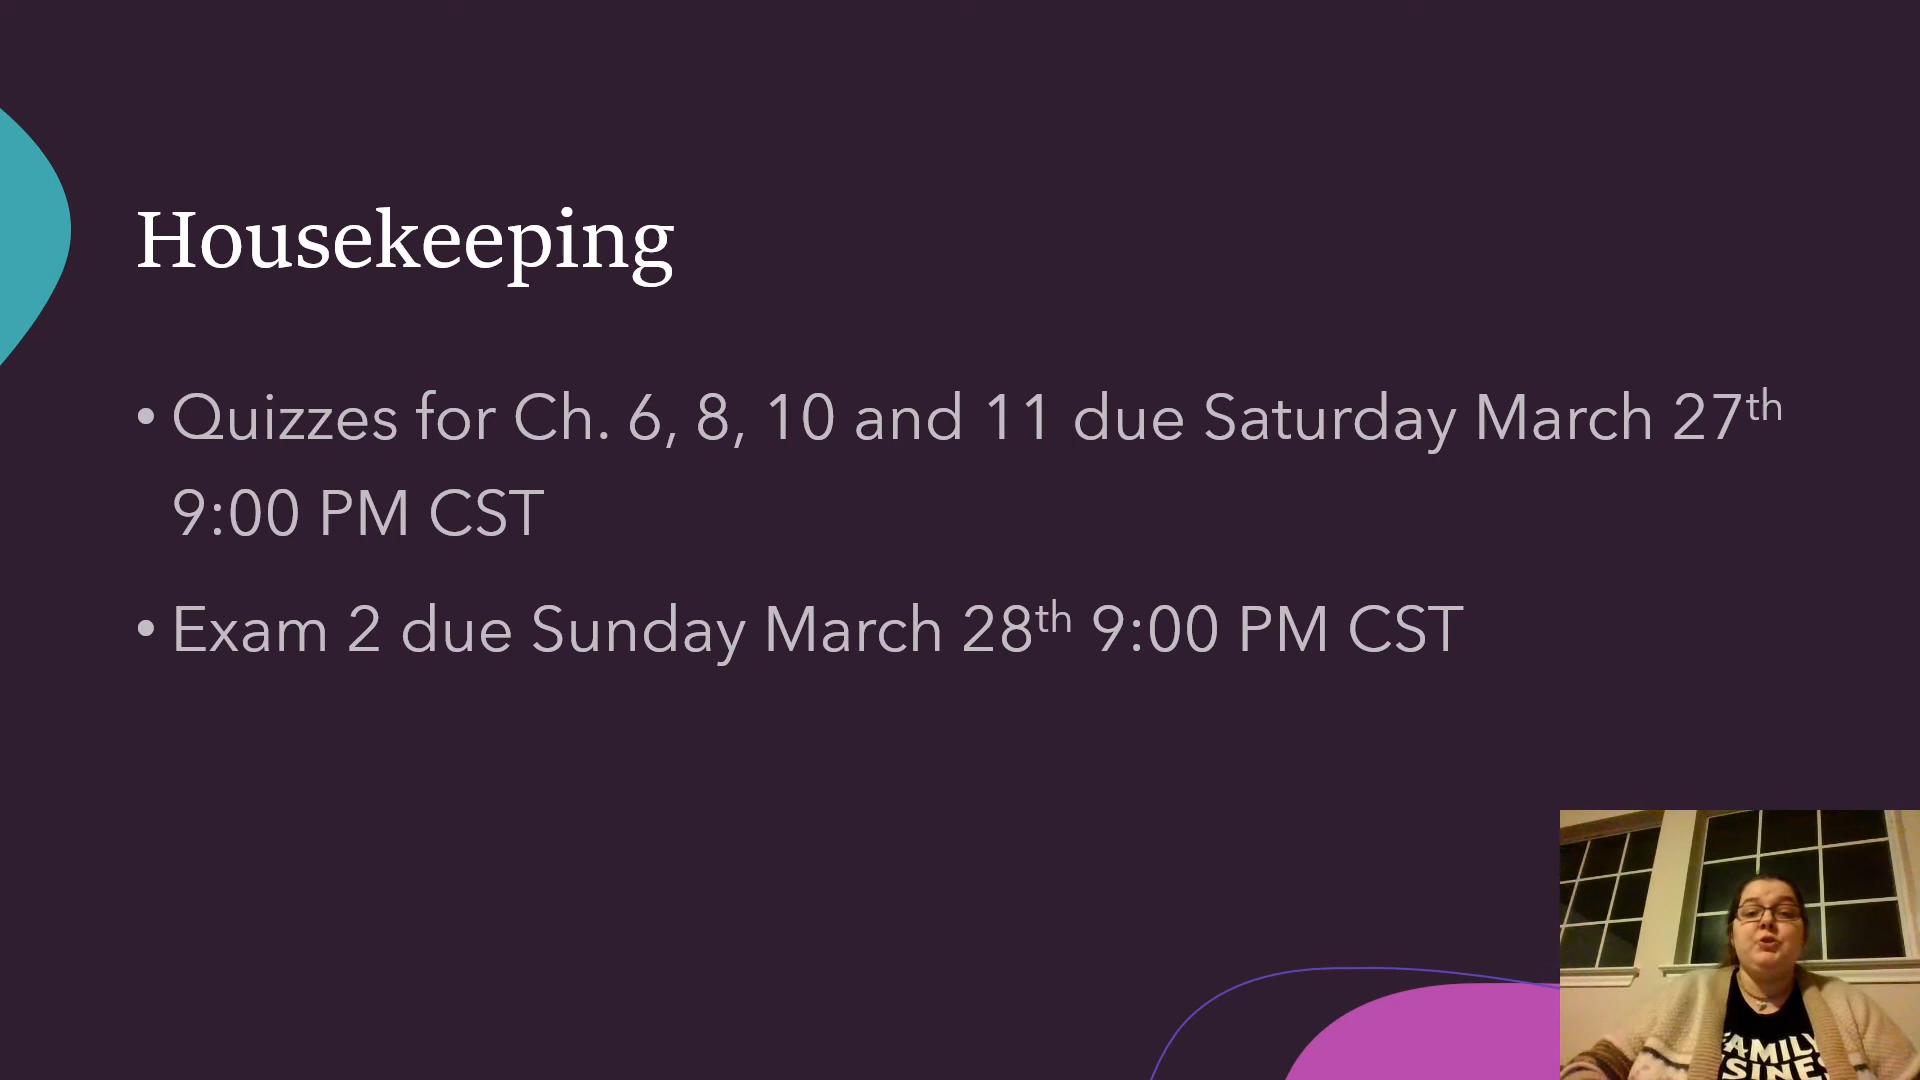 Housekeeping
• Quizzes for Ch. 6, 8, 10 and 11 due Saturday March 27th
9:00 PM CST
• Exam 2 due Sunday March 28th 9:00 PM CST